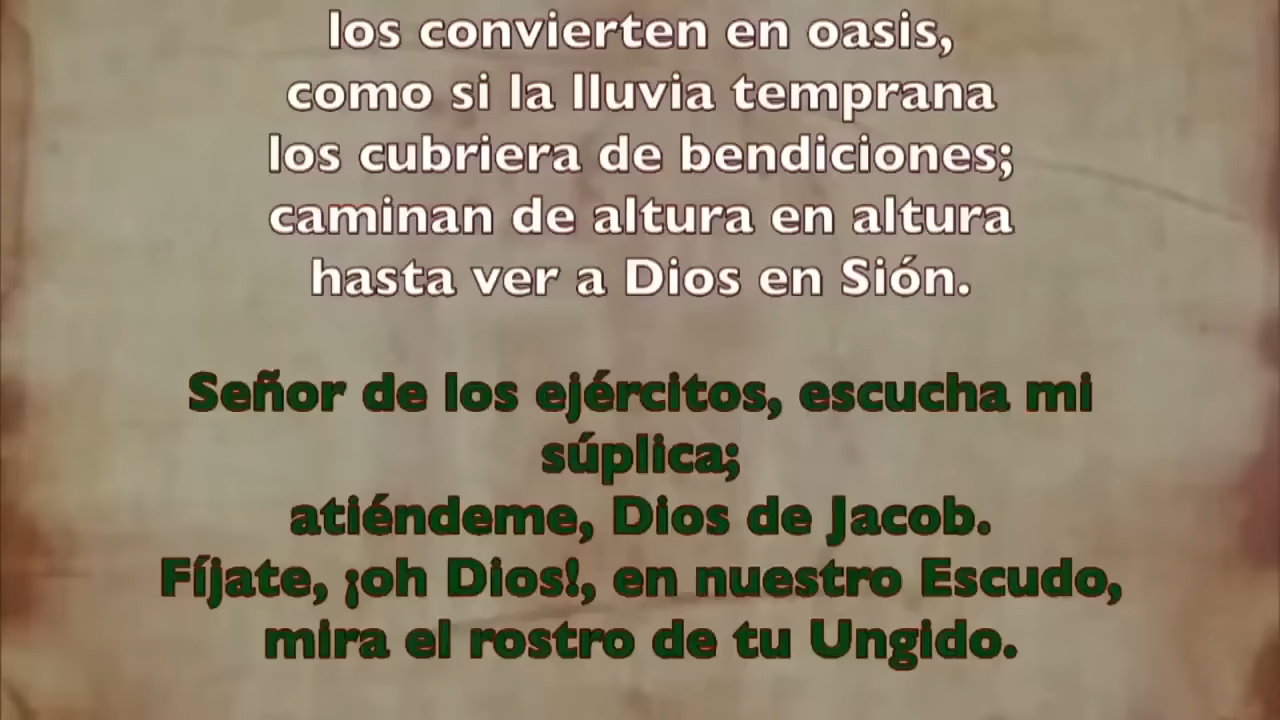 los convierten en oasis,
como si la lluvia temprana
los cubriera de bendiciones;
caminan de altura en altura
hasta ver a Dios en Sión.
Señor de los ejércitos, escucha mi
súplica;
atiéndeme, Dios de Jacob.
Fíjate, ¡oh Dios!, en nuestro Escudo,
mira el rostro de tu Ungido.